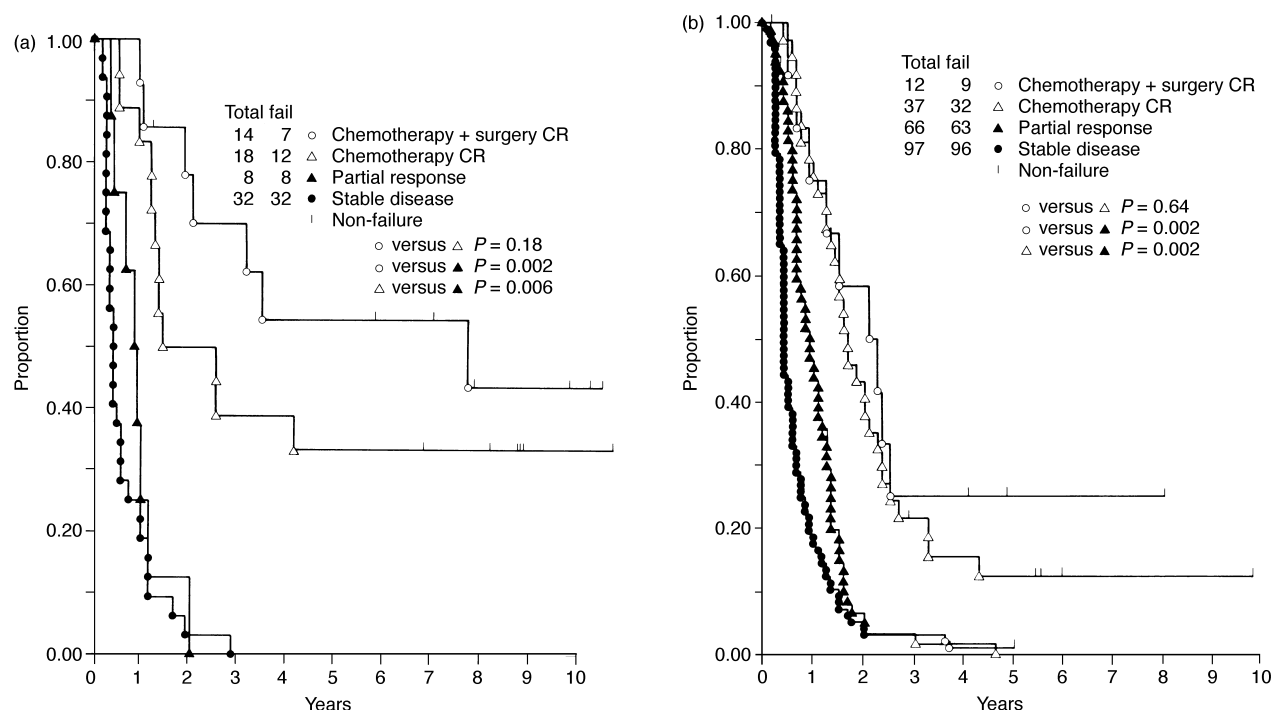 (a)
1.00
0.80
0.60
0.40
0.20
0.00
Proportion
Total fail
14 7 ○ Chemotherapy + surgery CR
18 12 △ Chemotherapy CR
8 8 ▲ Partial response
32 32 ● Stable disease
Non-failure
○ versus △ P = 0.18
○ versus ▲ P = 0.002
△ versus ▲ P = 0.006
0 1 2 3 4 5 6 7 8 9 10
Years
(b)
1.00
0.80
0.60
0.40
0.20
0.00
Proportion
Total fail
12 9 ○ Chemotherapy + surgery CR
37 32 △ Chemotherapy CR
66 63 ▲ Partial response
97 96 ● Stable disease
Non-failure
○ versus △ P = 0.64
○ versus ▲ P = 0.002
△ versus ▲ P = 0.002
0 1 2 3 4 5 6 7 8 9 10
Years